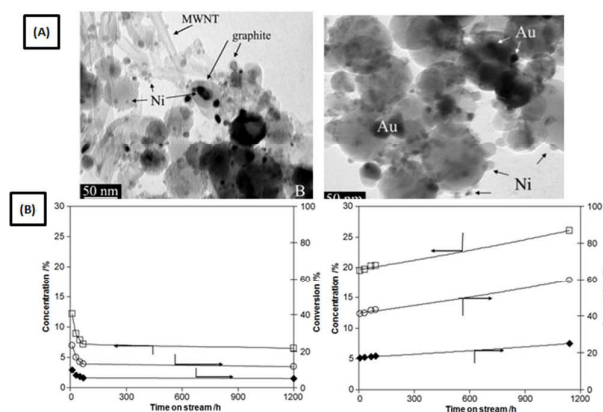 (A)
MWNT
graphite
Ni
50 nm
B
Au
Au
Ni
50 nm
(B)
30
25
20
15
10
5
0
Concentration /%
100
80
60
40
20
0
Conversion /%
0 300 600 900 1200
Time on stream /h
30
25
20
15
10
5
0
Concentration /%
100
80
60
40
20
0
Conversion /%
0 300 600 900 1200
Time on stream /h